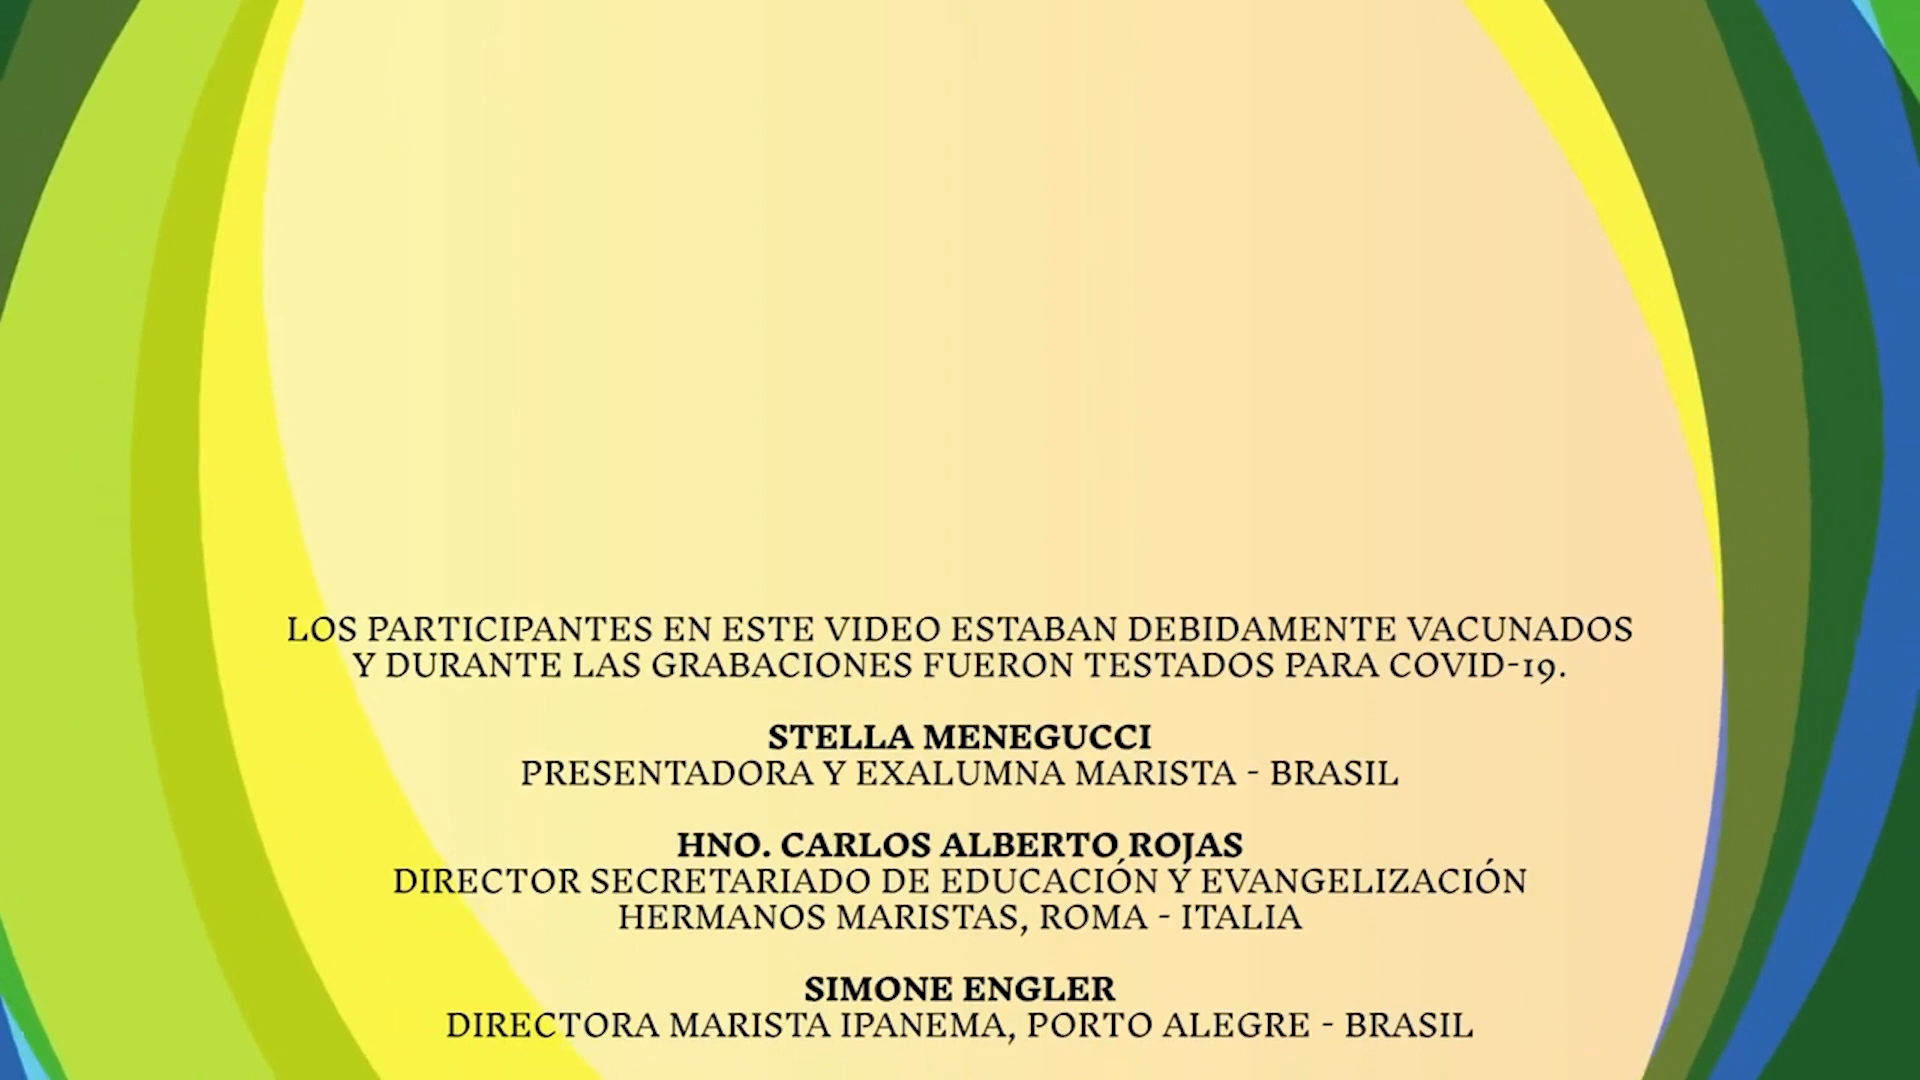 LOS PARTICIPANTES EN ESTE VIDEO ESTABAN DEBIDAMENTE VACUNADOS
Y DURANTE LAS GRABACIONES FUERON TESTADOS PARA COVID-19.
STELLA MENEGUCCI
PRESENTADORA Y EXALUMNA MARISTA - BRASIL
HNO. CARLOS ALBERTO ROJAS
DIRECTOR SECRETARIADO DE EDUCACIÓN Y EVANGELIZACIÓN
HERMANOS MARISTAS, ROMA - ITALIA
SIMONE ENGLER
DIRECTORA MARISTA IPANEMA, PORTO ALEGRE - BRASIL